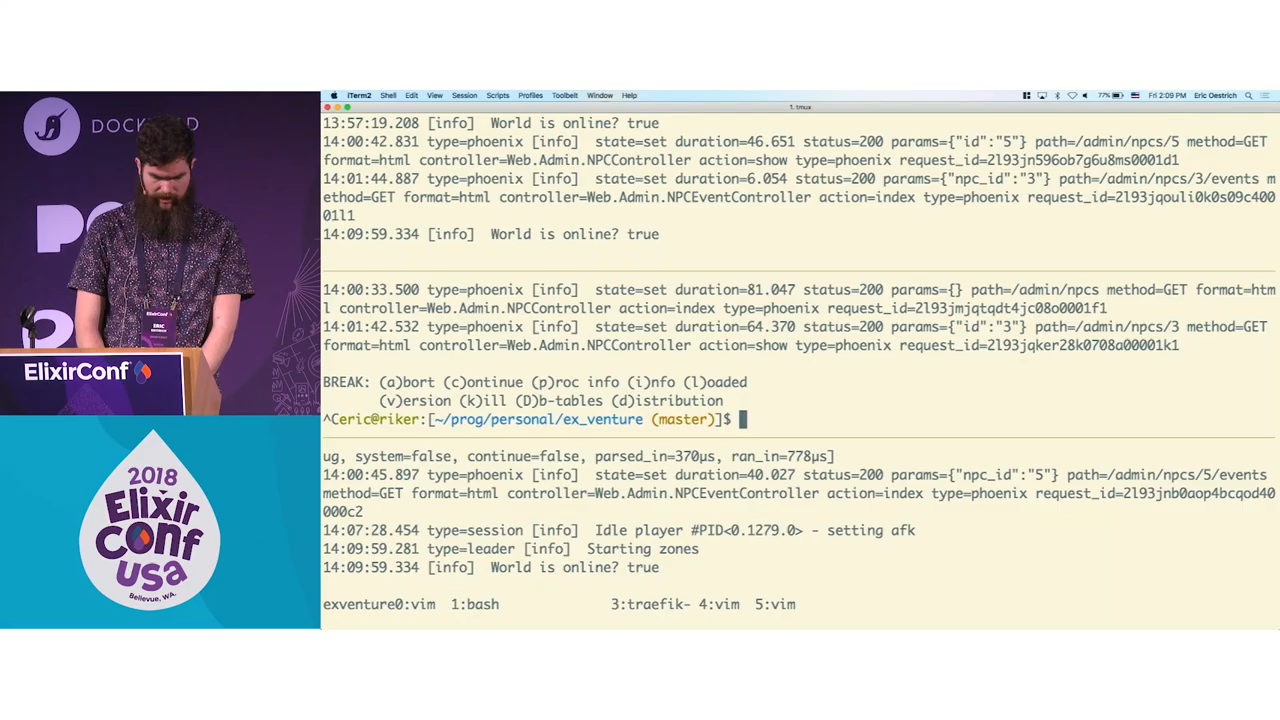 DOCKYARD
ElixirConf
ERIC
ElixirConf
2018
Elixir
Conf
USA
Bellevue, WA.
iTerm2 Shell Edit View Session Scripts Profiles Toolbelt Window Help 77% Fri 2:09 PM Eric Oestrich
1. tmux
13:57:19.208 [info]  World is online? true
14:00:42.831 type=phoenix [info]  state=set duration=46.651 status=200 params={"id":"5"} path=/admin/npcs/5 method=GET
format=html controller=Web.Admin.NPCController action=show type=phoenix request_id=2l93jn596ob7g6u8ms0001d1
14:01:44.887 type=phoenix [info]  state=set duration=6.054 status=200 params={"npc_id":"3"} path=/admin/npcs/3/events m
ethod=GET format=html controller=Web.Admin.NPCEventController action=index type=phoenix request_id=2l93jqouli0k0s09c400
01l1
14:09:59.334 [info]  World is online? true
14:00:33.500 type=phoenix [info]  state=set duration=81.047 status=200 params={} path=/admin/npcs method=GET format=htm
l controller=Web.Admin.NPCController action=index type=phoenix request_id=2l93jmjqtqdt4jc08o0001f1
14:01:42.532 type=phoenix [info]  state=set duration=64.370 status=200 params={"id":"3"} path=/admin/npcs/3 method=GET
format=html controller=Web.Admin.NPCController action=show type=phoenix request_id=2l93jqker28k0708a00001k1
BREAK: (a)bort (c)ontinue (p)roc info (i)nfo (l)oaded
(v)ersion (k)ill (D)b-tables (d)istribution
^Ceric@riker:[~/prog/personal/ex_venture (master)]$
ug, system=false, continue=false, parsed_in=370µs, ran_in=778µs]
14:00:45.897 type=phoenix [info]  state=set duration=40.027 status=200 params={"npc_id":"5"} path=/admin/npcs/5/events
method=GET format=html controller=Web.Admin.NPCEventController action=index type=phoenix request_id=2l93jnb0aop4bcqod40
000c2
14:07:28.454 type=session [info]  Idle player #PID<0.1279.0> - setting afk
14:09:59.281 type=leader [info]  Starting zones
14:09:59.334 [info]  World is online? true
exventure0:vim  1:bash  3:traefik- 4:vim  5:vim